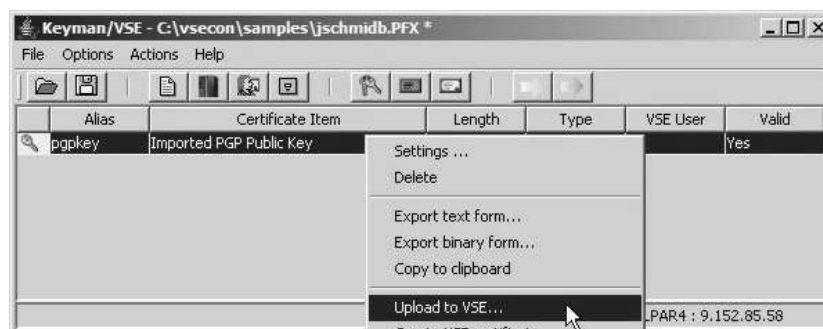 Keyman/VSE - C:\vsecon\samples\jschmidb.PFX *
File Options Actions Help
Alias Certificate Item Length Type VSE User Valid
pgpkey Imported PGP Public Key Yes
Settings ...
Delete
Export text form...
Export binary form...
Copy to clipboard
Upload to VSE...
LPAR4 : 9.152.85.58